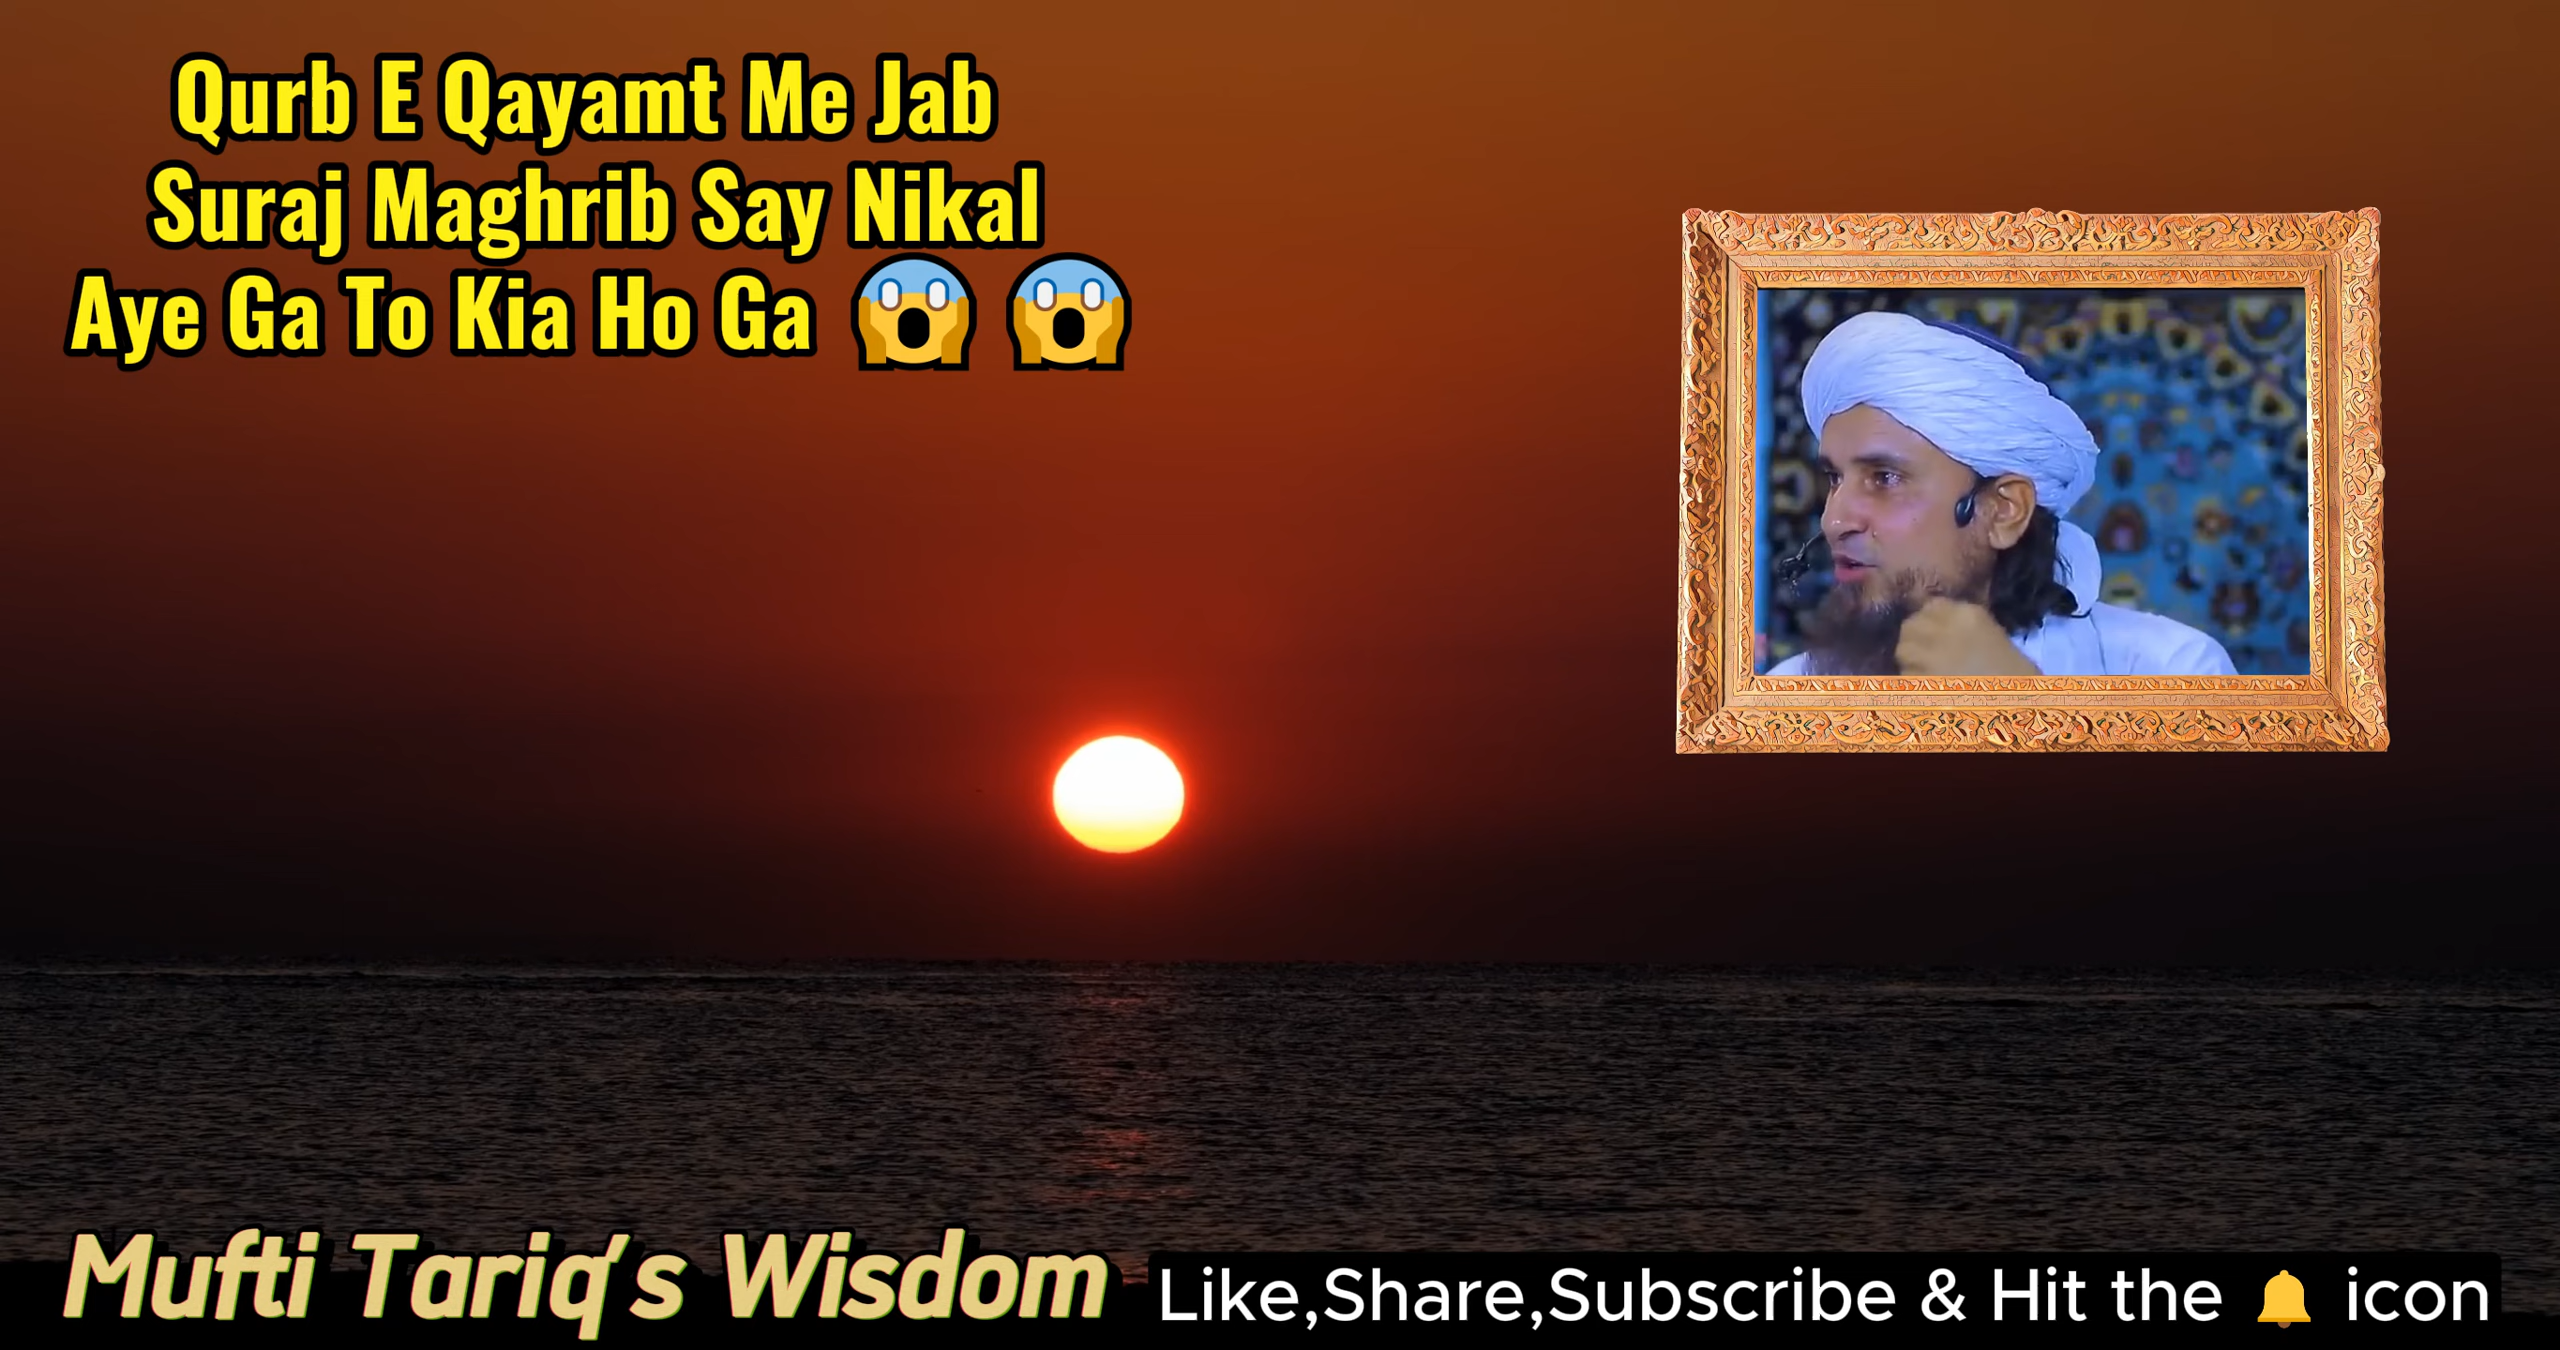 Qurb E Qayamt Me Jab
Suraj Maghrib Say Nikal
Aye Ga To Kia Ho Ga 😱 😱
Mufti Tariq's Wisdom
Like,Share,Subscribe & Hit the 🔔 icon